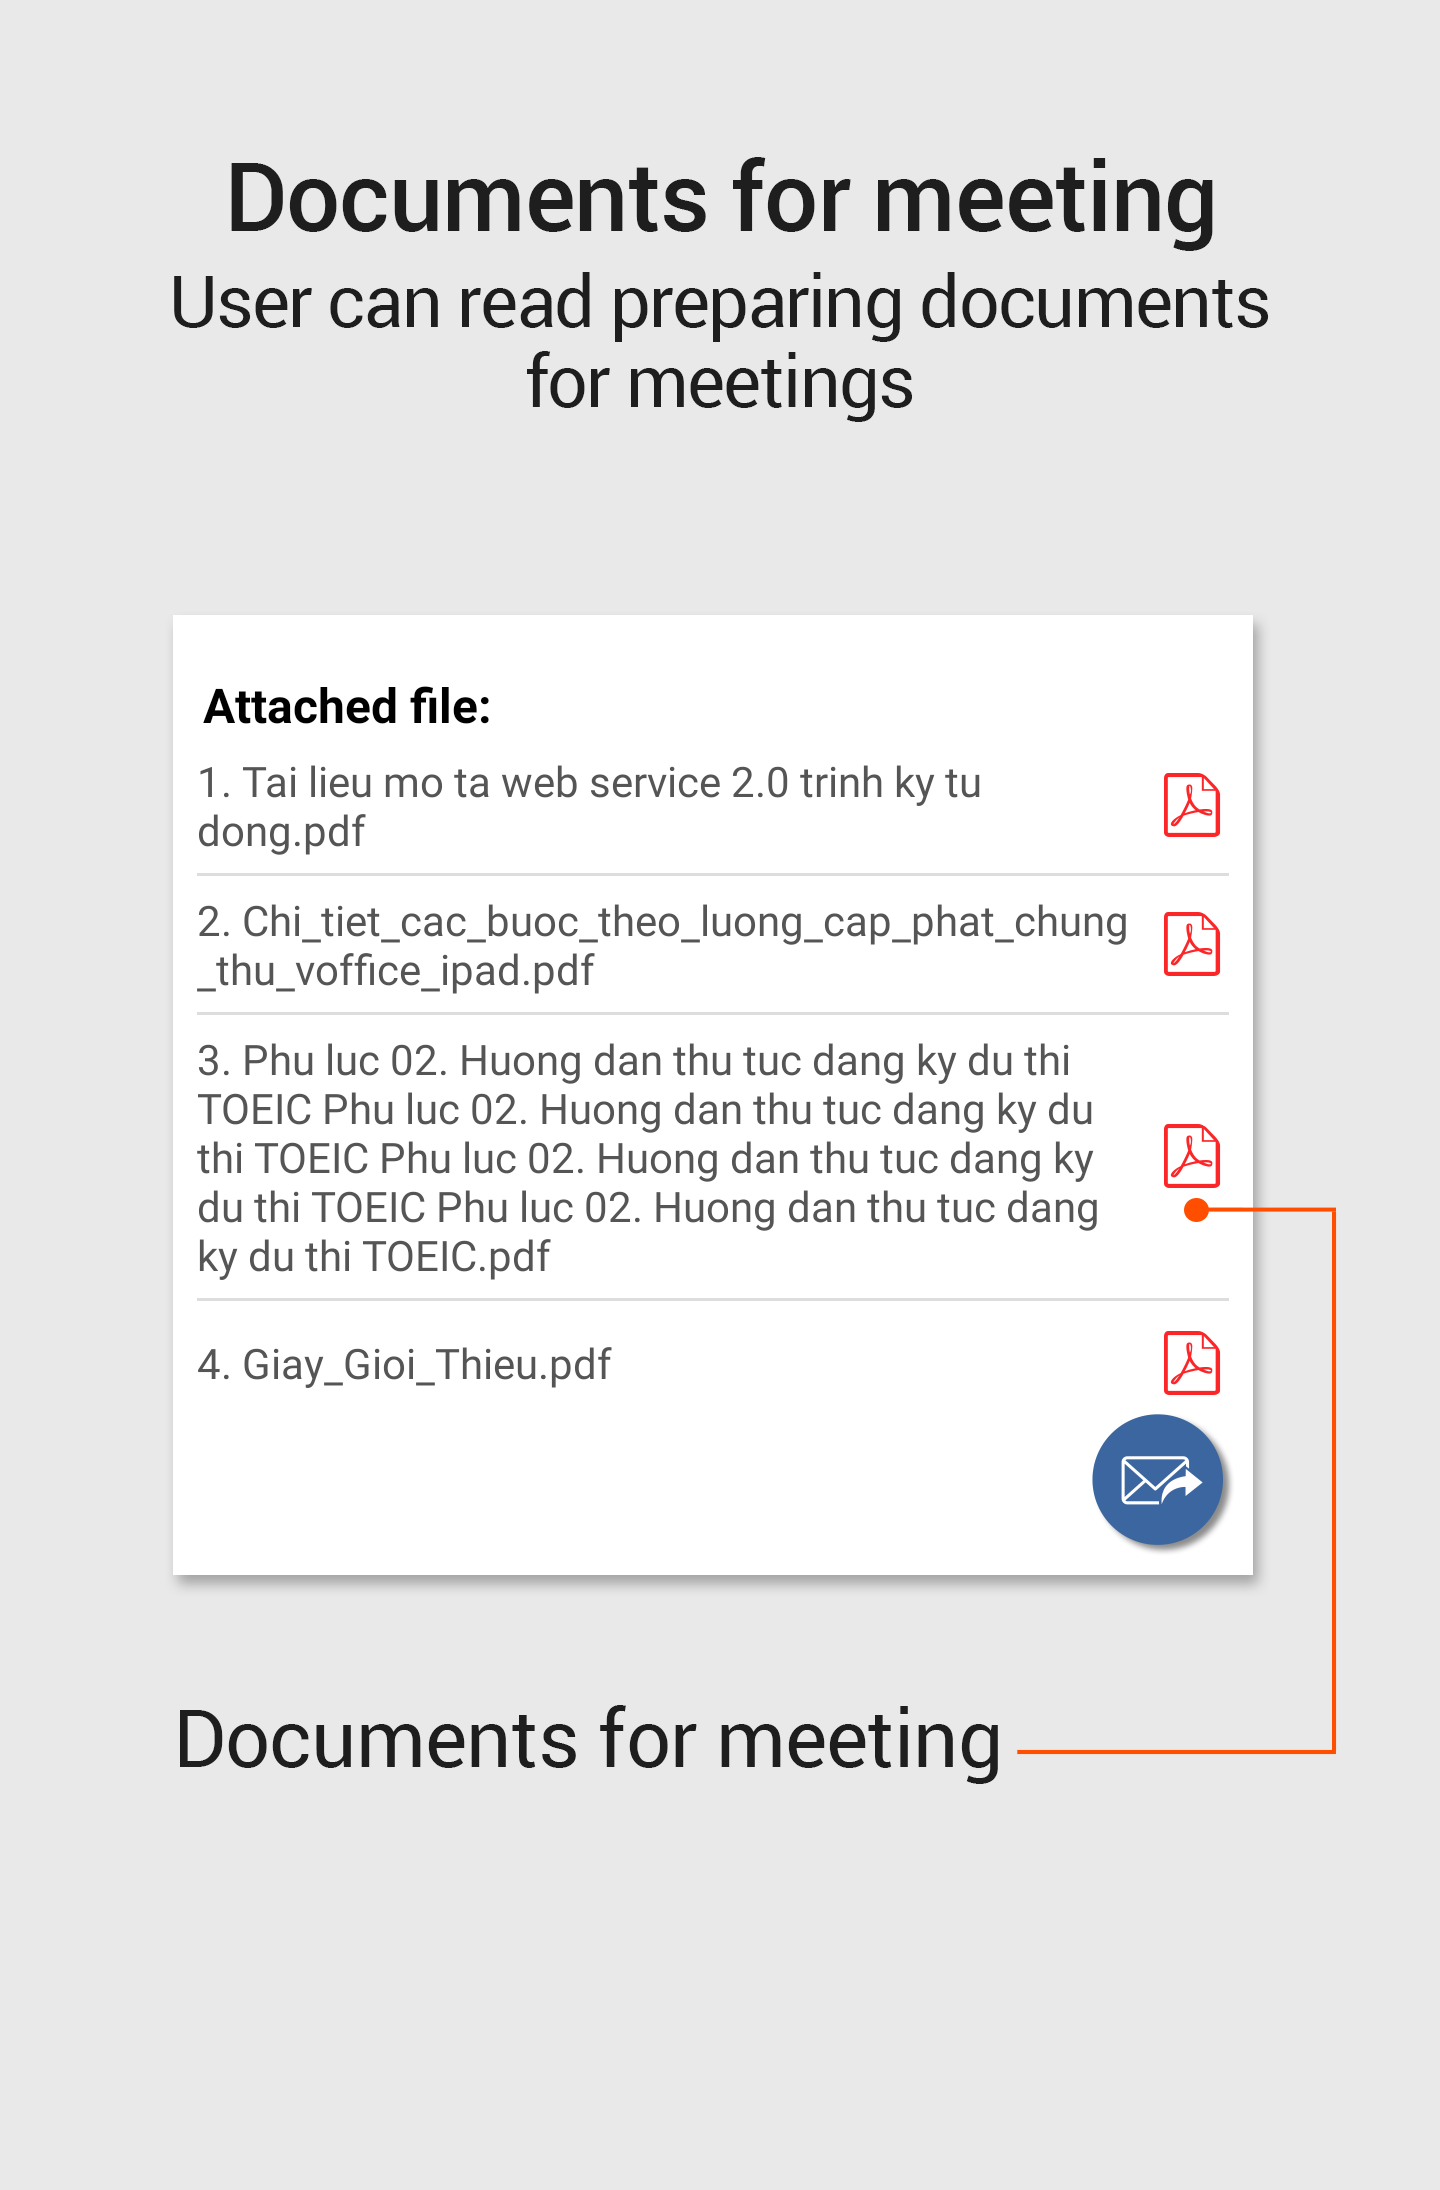 Documents for meeting
User can read preparing documents
for meetings
Attached file:
1. Tai lieu mo ta web service 2.0 trinh ky tu
dong.pdf
2. Chi_tiet_cac_buoc_theo_luong_cap_phat_chung
_thu_voffice_ipad.pdf
3. Phu luc 02. Huong dan thu tuc dang ky du thi
TOEIC Phu luc 02. Huong dan thu tuc dang ky du
thi TOEIC Phu luc 02. Huong dan thu tuc dang ky
du thi TOEIC Phu luc 02. Huong dan thu tuc dang
ky du thi TOEIC.pdf
4. Giay_Gioi_Thieu.pdf
Documents for meeting